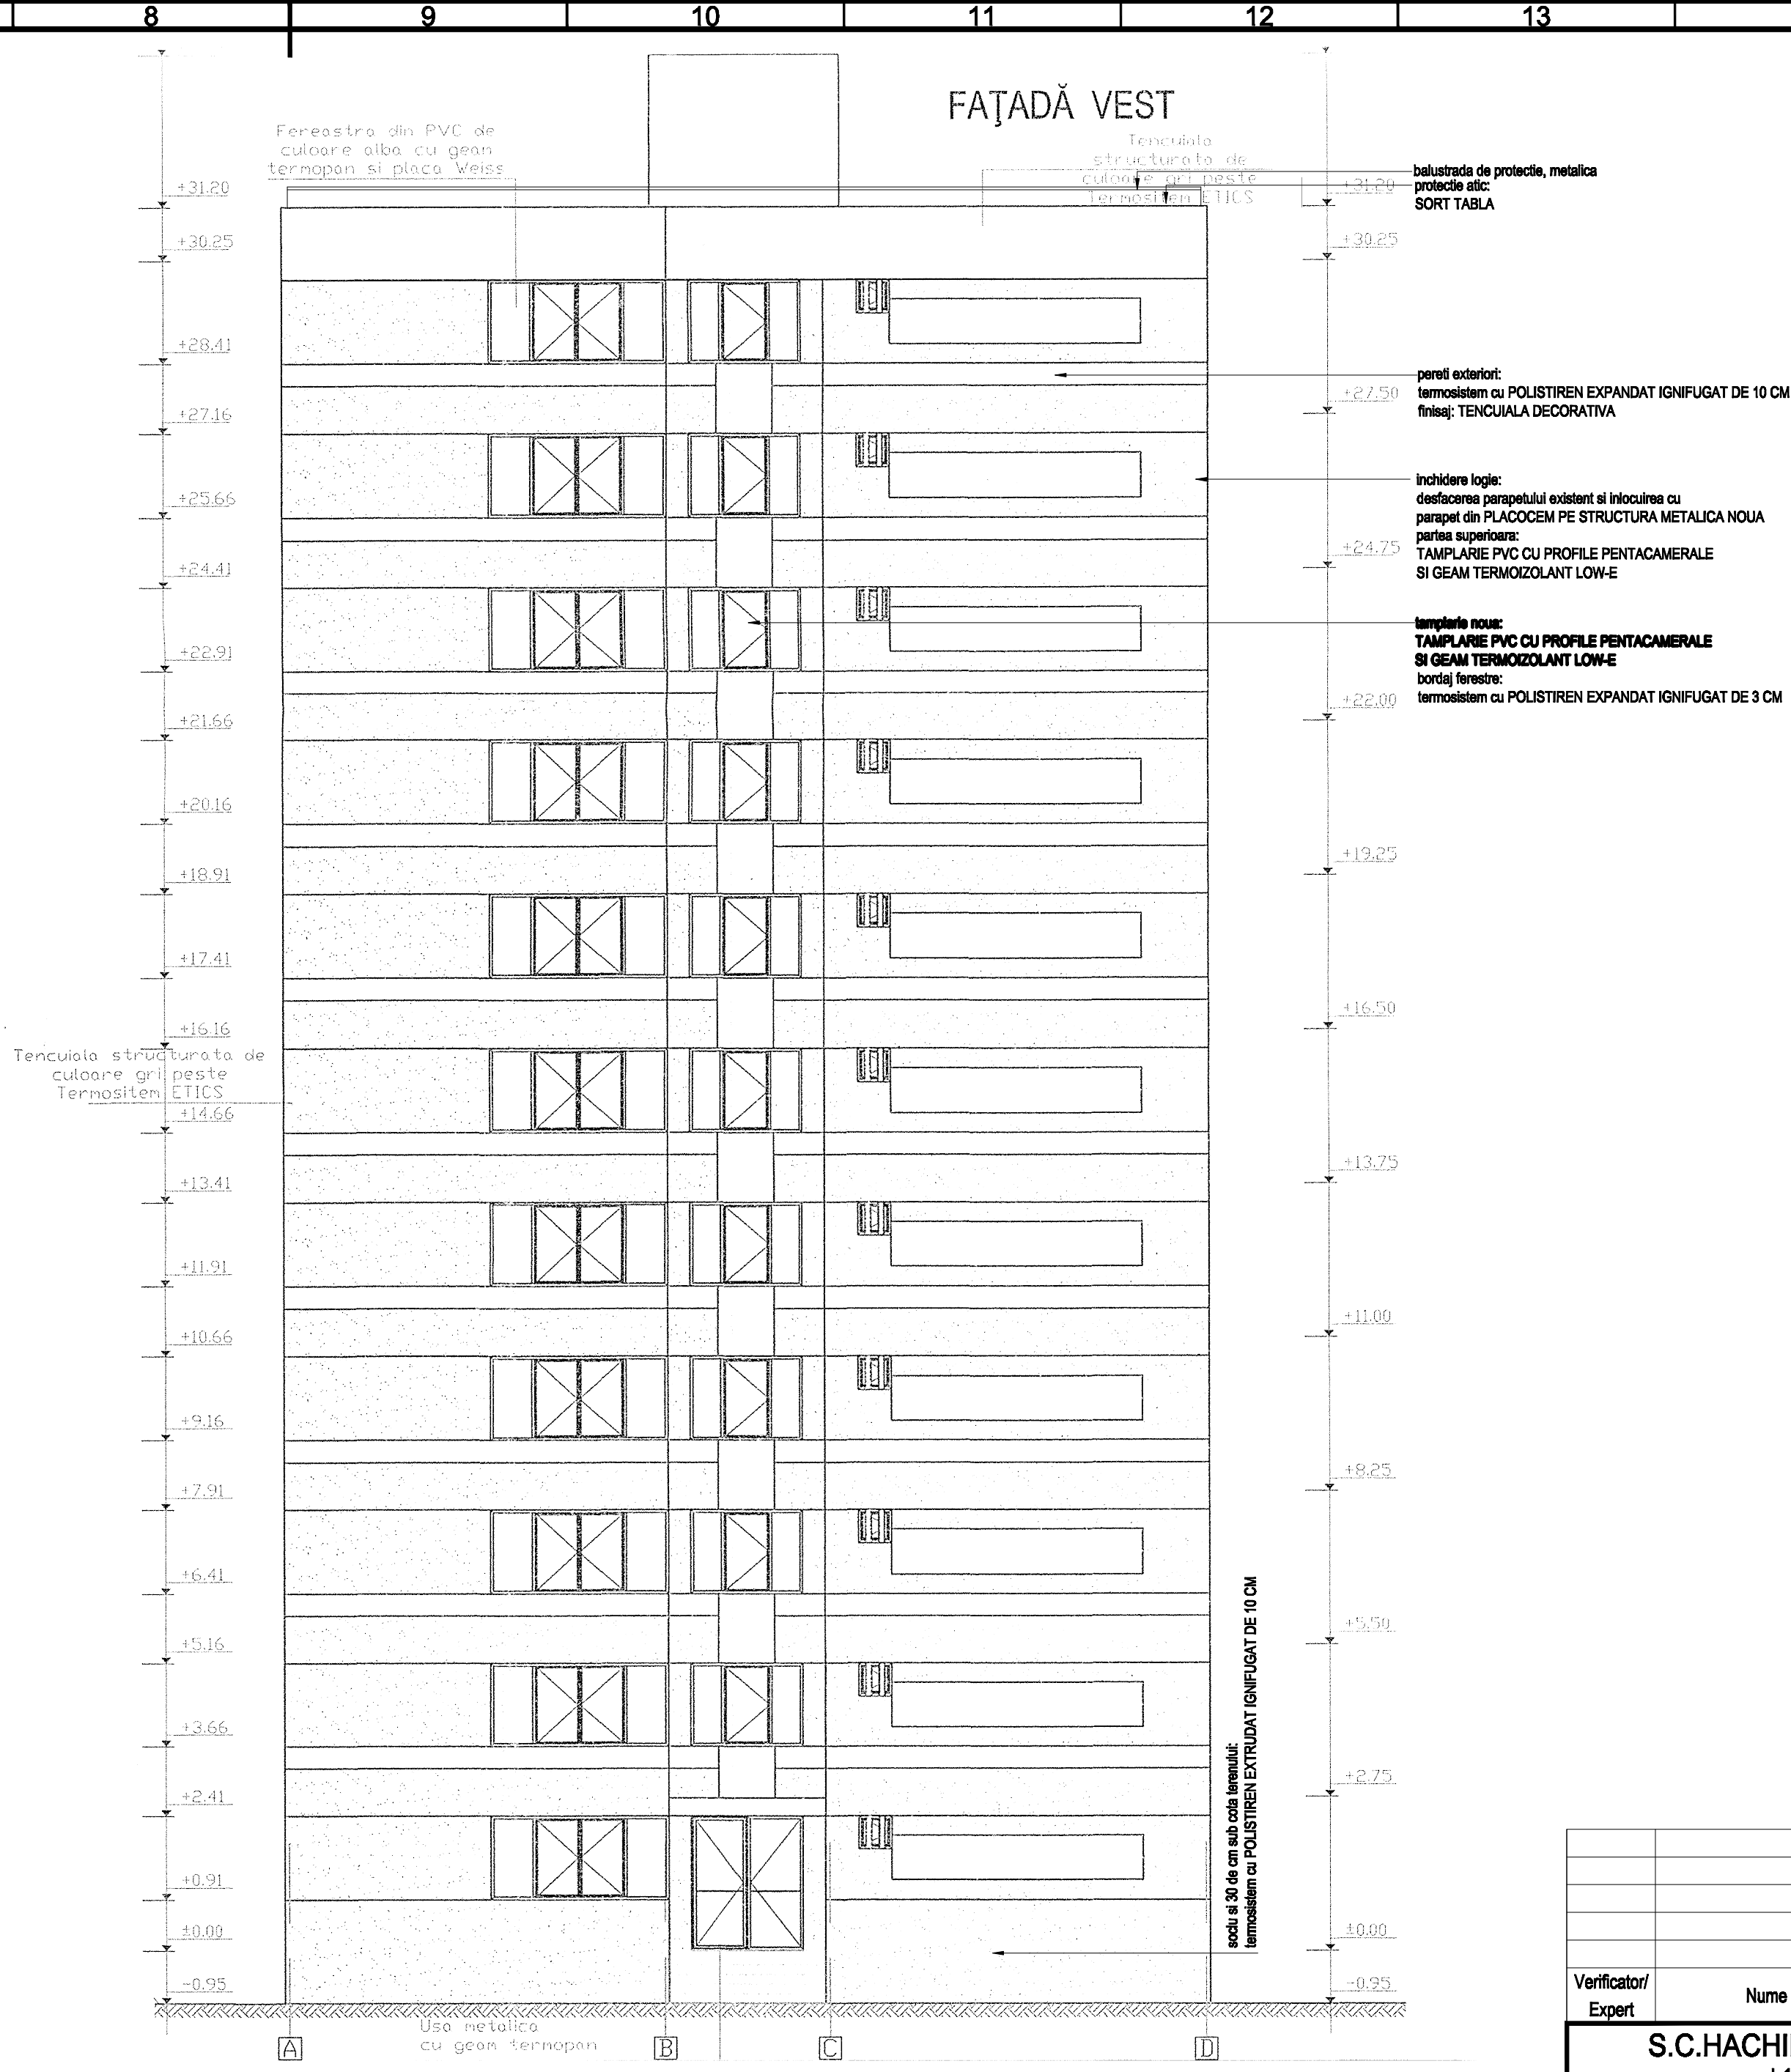 8 9 10 11 12 13
FAŢADĂ VEST
Fereastra din PVC de
culoare alba cu gean
termopan si placa Weiss
Tencuiala
structurata de
culoare gri peste
Termositem ETICS
balustrada de protectie, metalica
protectie atic:
SORT TABLA
+31.20
+30.25
+28.41
+27.16
+25.66
+24.41
+22.91
+21.66
+20.16
+18.91
+17.41
+16.16
Tencuiala structurata de
culoare gri peste
Termositem ETICS
+14.66
+13.41
+11.91
+10.66
+9.16
+7.91
+6.41
+5.16
+3.66
+2.41
+0.91
±0.00
-0.95
+31.20
+30.25
+27.50
+24.75
+22.00
+19.25
+16.50
+13.75
+11.00
+8.25
+5.50
+2.75
±0.00
-0.95
pereti exteriori:
termosistem cu POLISTIREN EXPANDAT IGNIFUGAT DE 10 CM
finisaj: TENCUIALA DECORATIVA
inchidere logie:
desfacerea parapetului existent si inlocuirea cu
parapet din PLACOCEM PE STRUCTURA METALICA NOUA
partea superioara:
TAMPLARIE PVC CU PROFILE PENTACAMERALE
SI GEAM TERMOIZOLANT LOW-E
tamplarie noua:
TAMPLARIE PVC CU PROFILE PENTACAMERALE
SI GEAM TERMOIZOLANT LOW-E
bordaj ferestre:
termosistem cu POLISTIREN EXPANDAT IGNIFUGAT DE 3 CM
soclu si 30 de cm sub cota terenului:
termosistem cu POLISTIREN EXTRUDAT IGNIFUGAT DE 10 CM
Usa metalica
cu geam termopan
A B C D
Verificator/
Expert
Nume
S.C.HACHI